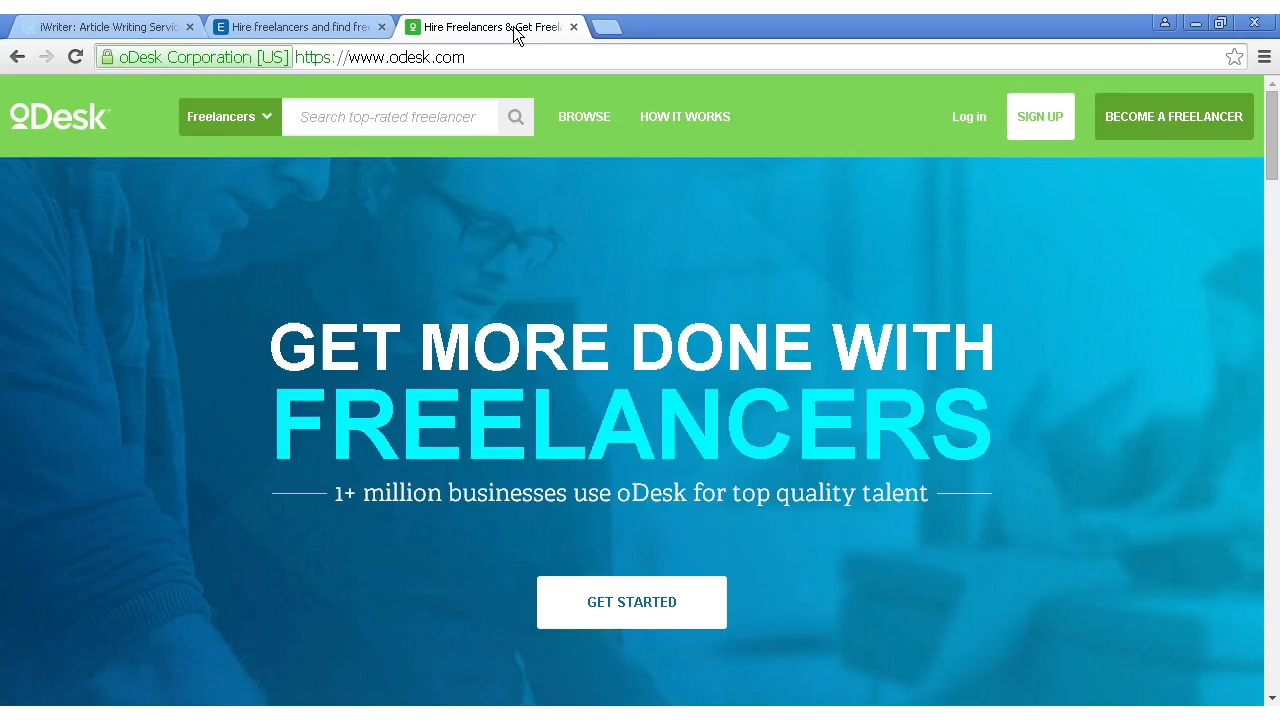 iWriter: Article Writing Servic
Hire freelancers and find free
Hire Freelancers & Get Freel
oDesk Corporation [US] https://www.odesk.com
oDesk
Freelancers
Search top-rated freelancer
BROWSE
HOW IT WORKS
Log in
SIGN UP
BECOME A FREELANCER
GET MORE DONE WITH
FREELANCERS
1+ million businesses use oDesk for top quality talent
GET STARTED